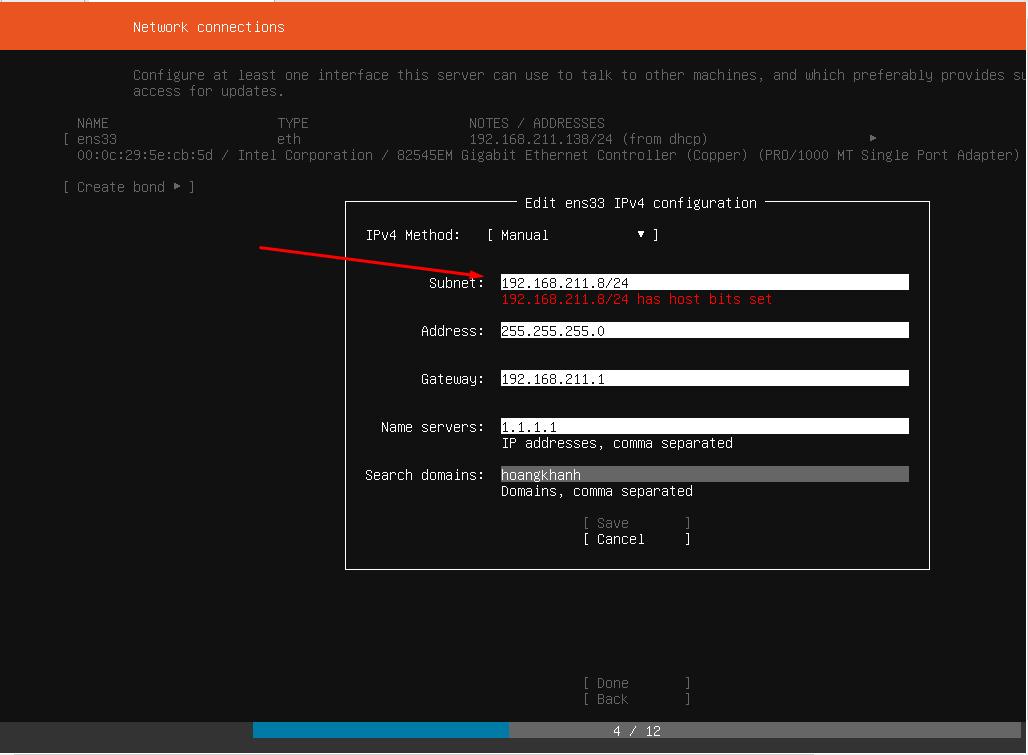 Network connections
Configure at least one interface this server can use to talk to other machines, and which preferably provides su
access for updates.
NAME TYPE NOTES / ADDRESSES
[ ens33 eth 192.168.211.138/24 (from dhcp) ▸
00:0c:29:5e:cb:5d / Intel Corporation / 82545EM Gigabit Ethernet Controller (Copper) (PRO/1000 MT Single Port Adapter)
[ Create bond ▸ ]
Edit ens33 IPv4 configuration
IPv4 Method: [ Manual ▾ ]
Subnet: 192.168.211.8/24
192.168.211.8/24 has host bits set
Address: 255.255.255.0
Gateway: 192.168.211.1
Name servers: 1.1.1.1
IP addresses, comma separated
Search domains: hoangkhanh
Domains, comma separated
[ Save ]
[ Cancel ]
[ Done ]
[ Back ]
4 / 12